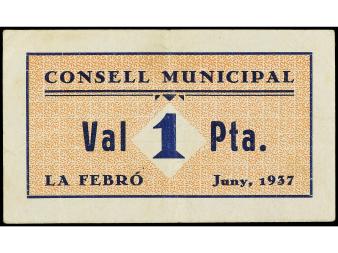 CONSELL MUNICIPAL
Val 1 Pta.
LA FEBRÓ Juny, 1937